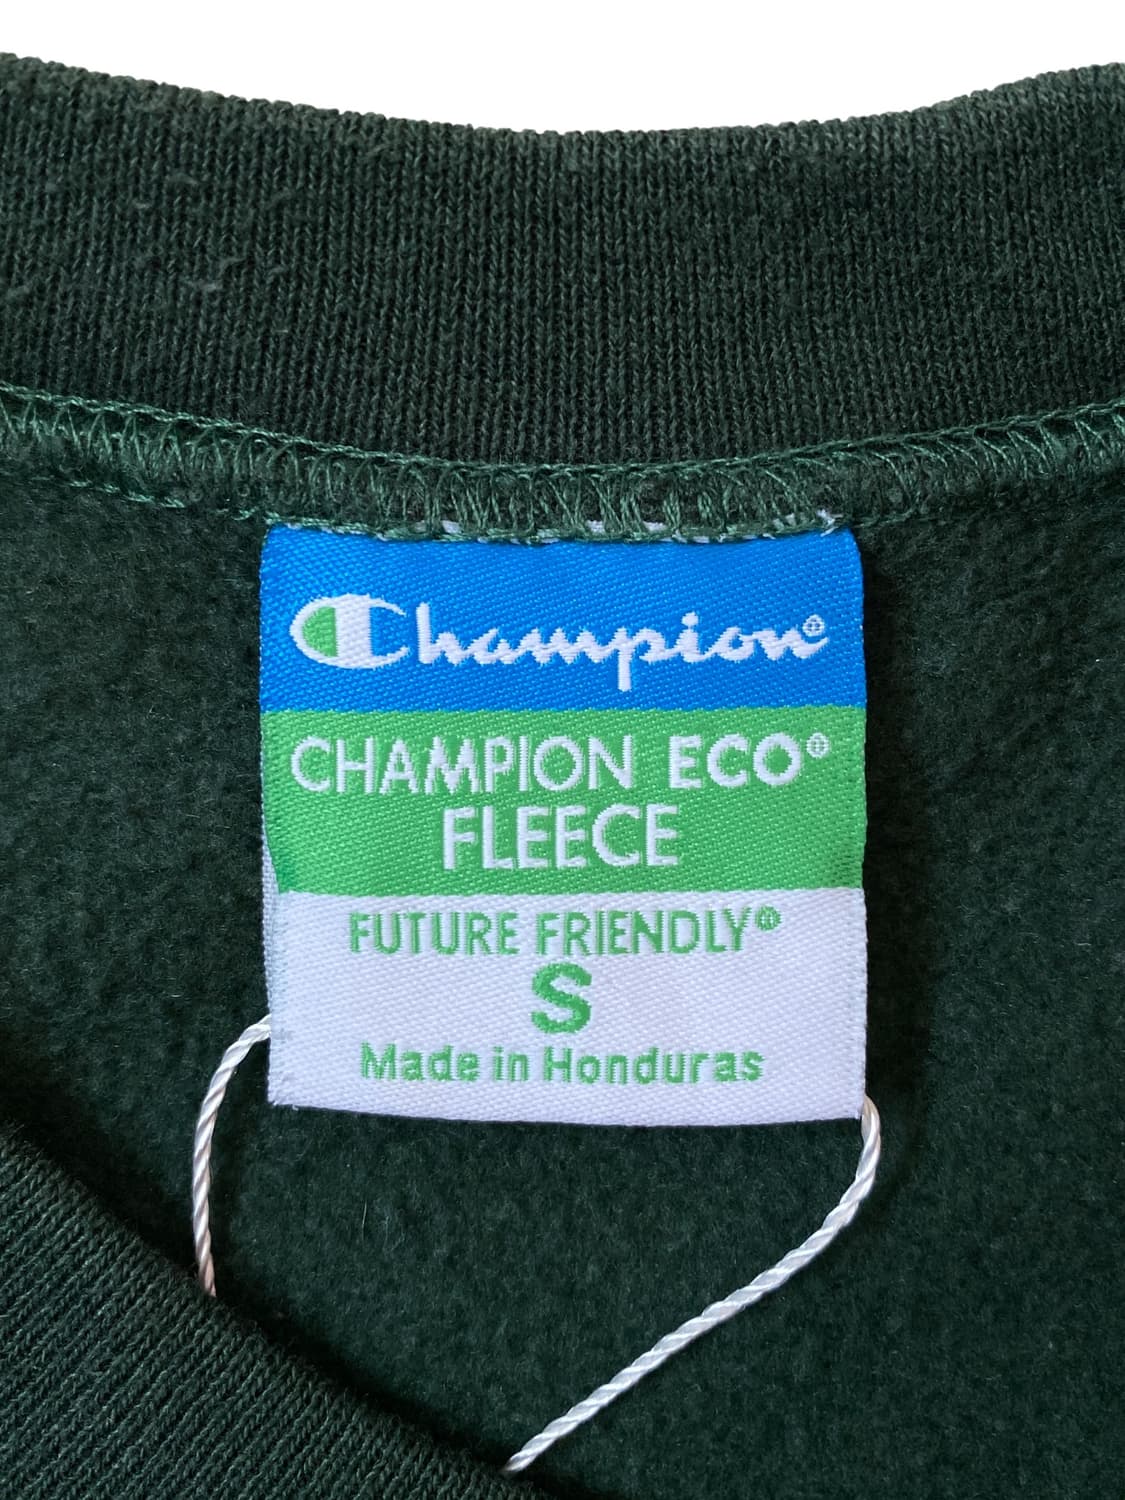 Champion®
CHAMPION ECO®
FLEECE
FUTURE FRIENDLY®
S
Made in Honduras